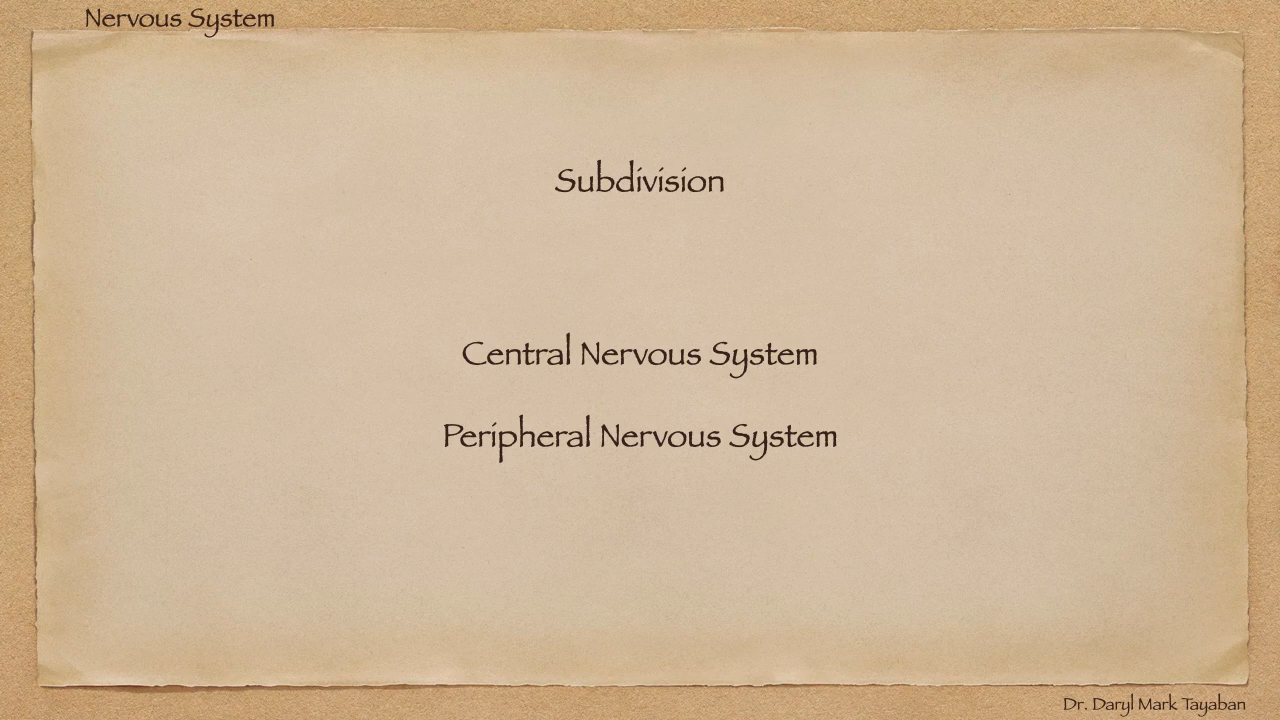 Nervous System
Subdivision
Central Nervous System
Peripheral Nervous System
Dr. Daryl Mark Tayaban